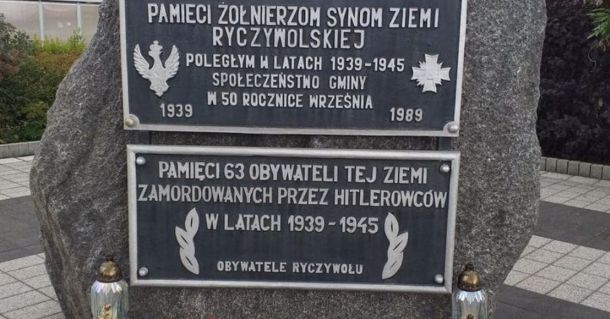 PAMIĘCI ŻOŁNIERZOM SYNOM ZIEMI
RYCZYWOLSKIEJ
POLEGŁYM W LATACH 1939-1945
SPOŁECZEŃSTWO GMINY
W 50 ROCZNICE WRZEŚNIA
1939 1989
PAMIĘCI 63 OBYWATELI TEJ ZIEMI
ZAMORDOWANYCH PRZEZ HITLEROWCÓW
W LATACH 1939-1945
OBYWATELE RYCZYWOŁU